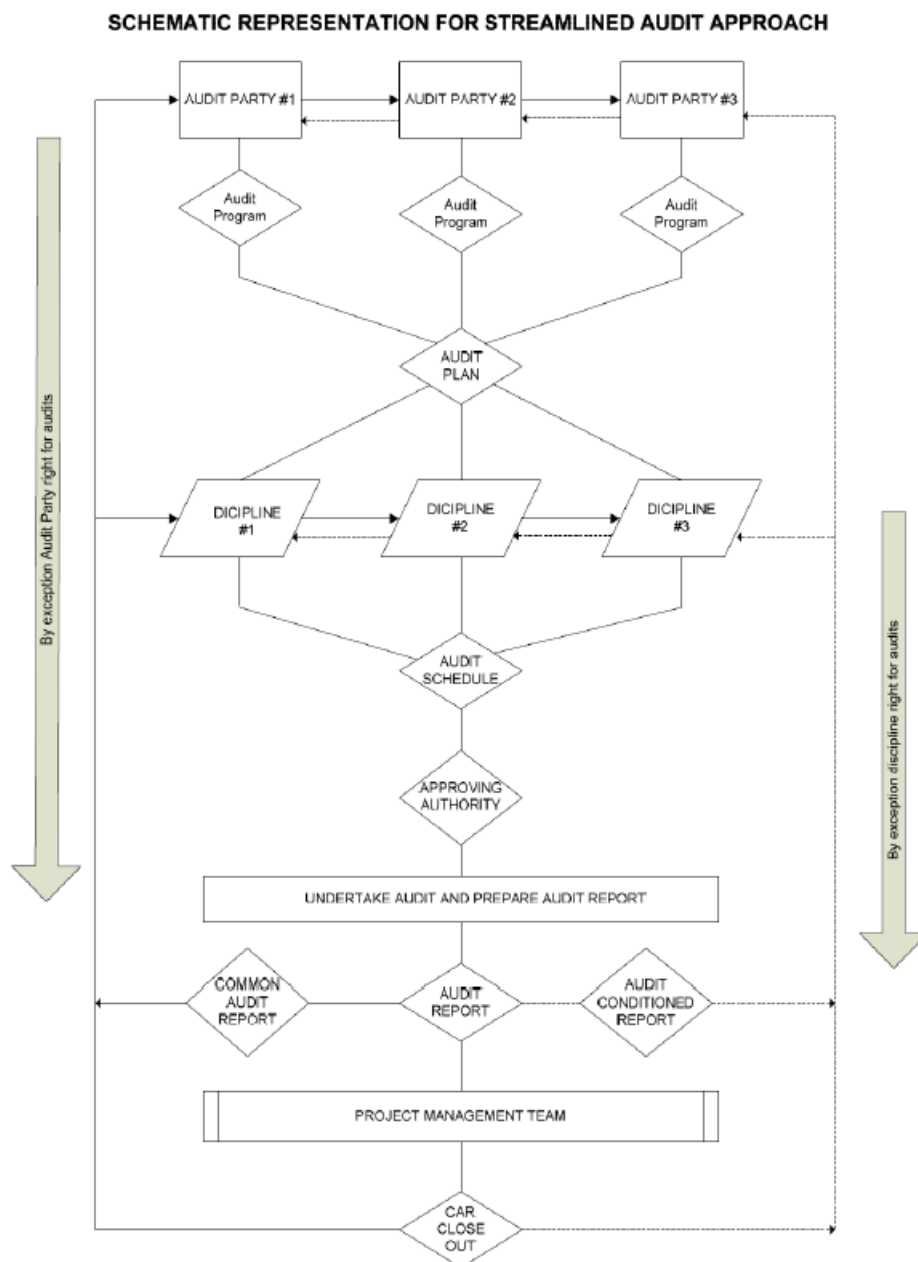 SCHEMATIC REPRESENTATION FOR STREAMLINED AUDIT APPROACH
AUDIT PARTY #1
AUDIT PARTY #2
AUDIT PARTY #3
Audit
Program
Audit
Program
Audit
Program
AUDIT
PLAN
By exception Audit Party right for audits
DICIPLINE
#1
DICIPLINE
#2
DICIPLINE
#3
AUDIT
SCHEDULE
By exception discipline right for audits
APPROVING
AUTHORITY
UNDERTAKE AUDIT AND PREPARE AUDIT REPORT
COMMON
AUDIT
REPORT
AUDIT
REPORT
AUDIT
CONDITIONED
REPORT
PROJECT MANAGEMENT TEAM
CAR
CLOSE
OUT